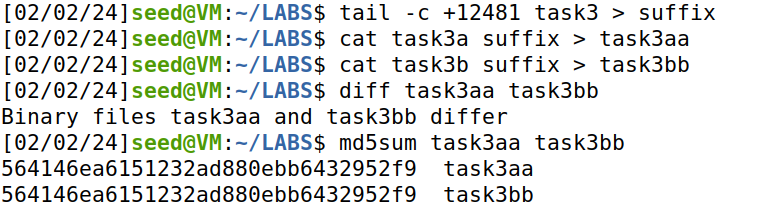 [02/02/24]seed@VM:~/LABS$ tail -c +12481 task3 > suffix
[02/02/24]seed@VM:~/LABS$ cat task3a suffix > task3aa
[02/02/24]seed@VM:~/LABS$ cat task3b suffix > task3bb
[02/02/24]seed@VM:~/LABS$ diff task3aa task3bb
Binary files task3aa and task3bb differ
[02/02/24]seed@VM:~/LABS$ md5sum task3aa task3bb
564146ea6151232ad880ebb6432952f9  task3aa
564146ea6151232ad880ebb6432952f9  task3bb